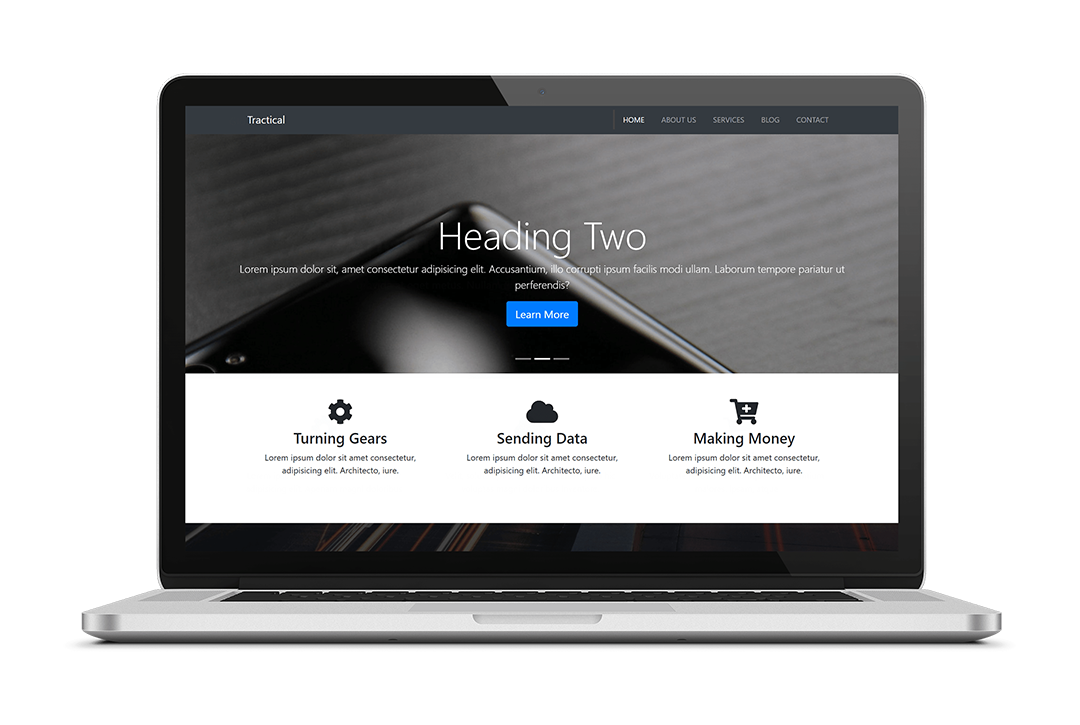 Tractical
HOME ABOUT US SERVICES BLOG CONTACT
Heading Two
Lorem ipsum dolor sit, amet consectetur adipisicing elit. Accusantium, illo corrupti ipsum facilis modi ullam. Laborum tempore pariatur ut
perferendis?
Learn More
Turning Gears
Lorem ipsum dolor sit amet consectetur,
adipisicing elit. Architecto, iure.
Sending Data
Lorem ipsum dolor sit amet consectetur,
adipisicing elit. Architecto, iure.
Making Money
Lorem ipsum dolor sit amet consectetur,
adipisicing elit. Architecto, iure.